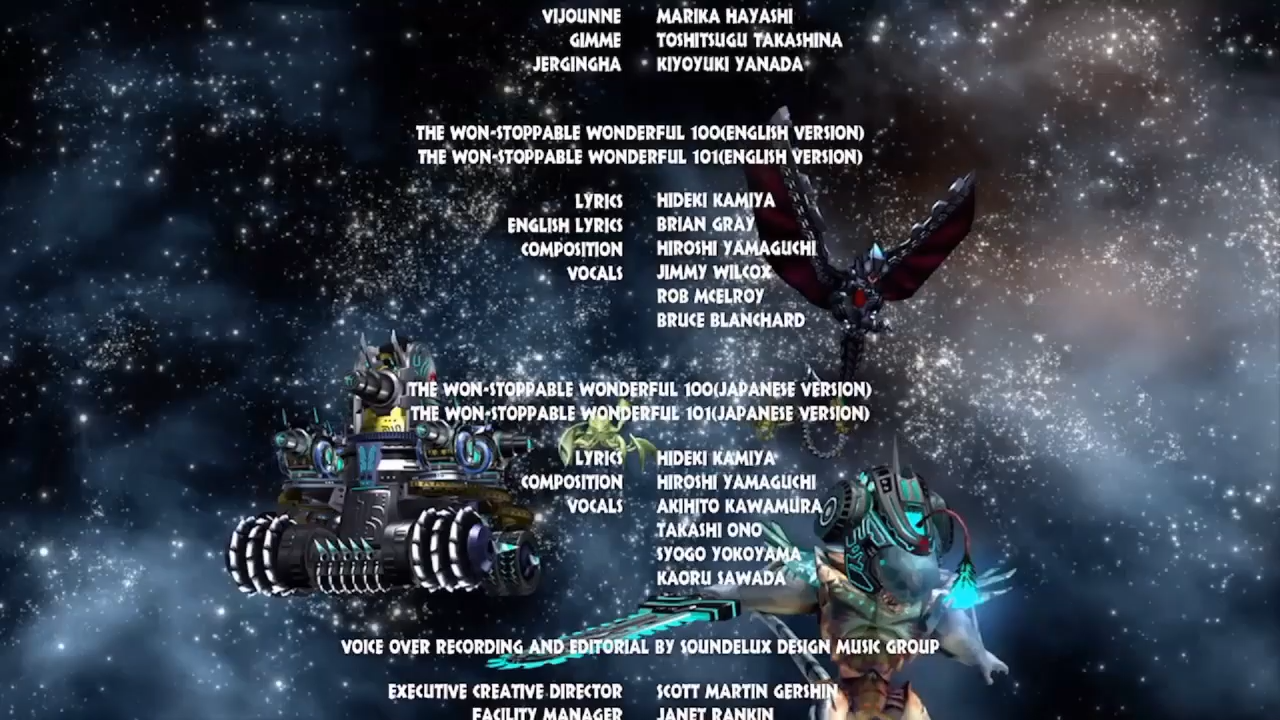 VIJOUNNE MARIKA HAYASHI
GIMME TOSHITSUGU TAKASHINA
JERGINGHA KIYOYUKI YANADA
THE WON-STOPPABLE WONDERFUL 100(ENGLISH VERSION)
THE WON-STOPPABLE WONDERFUL 101(ENGLISH VERSION)
LYRICS HIDEKI KAMIYA
ENGLISH LYRICS BRIAN GRAY
COMPOSITION HIROSHI YAMAGUCHI
VOCALS JIMMY WILCOX
ROB MCELROY
BRUCE BLANCHARD
THE WON-STOPPABLE WONDERFUL 100(JAPANESE VERSION)
THE WON-STOPPABLE WONDERFUL 101(JAPANESE VERSION)
LYRICS HIDEKI KAMIYA
COMPOSITION HIROSHI YAMAGUCHI
VOCALS AKIHITO KAWAMURA
TAKASHI ONO
SYOGO YOKOYAMA
KAORU SAWADA
VOICE OVER RECORDING AND EDITORIAL BY SOUNDELUX DESIGN MUSIC GROUP
EXECUTIVE CREATIVE DIRECTOR SCOTT MARTIN GERSHIN
FACILITY MANAGER JANET RANKIN